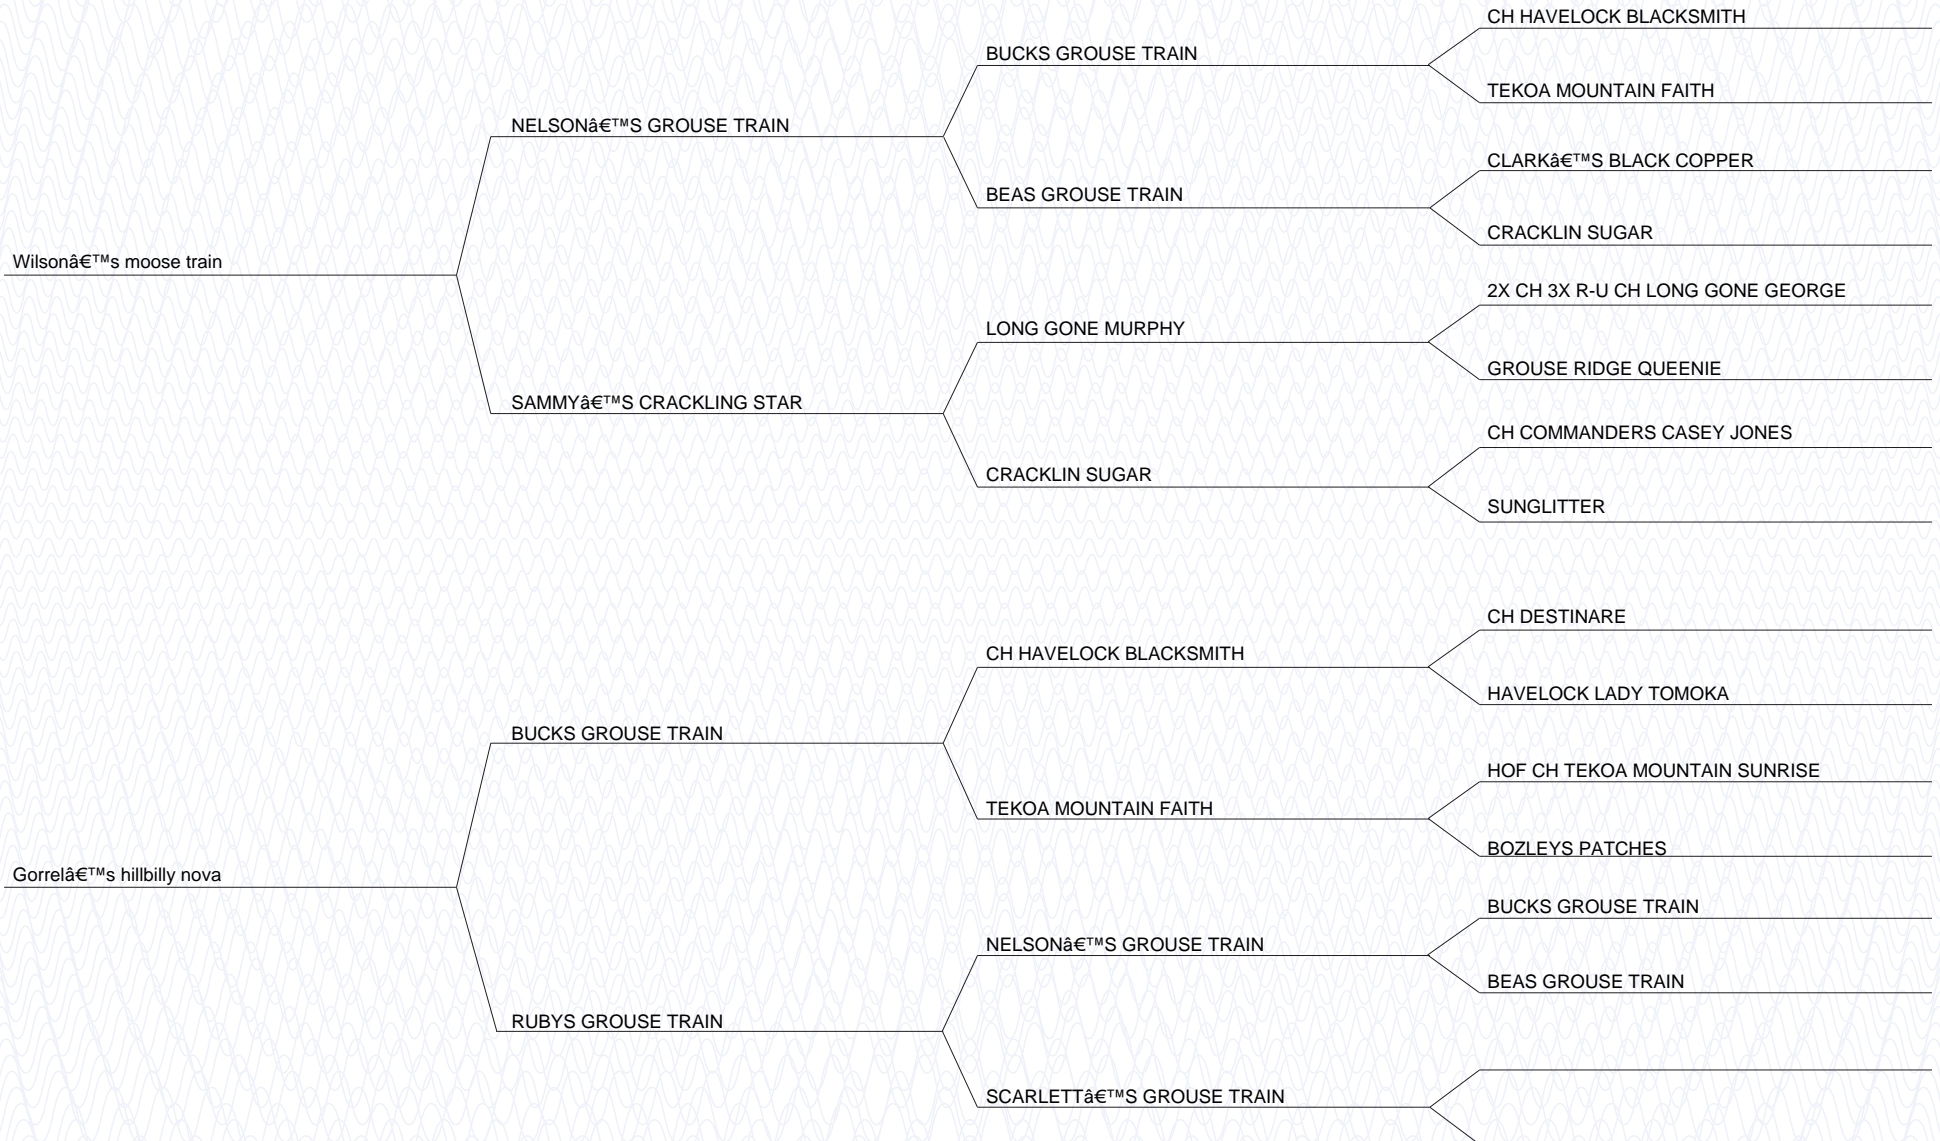 CH HAVELOCK BLACKSMITH
BUCKS GROUSE TRAIN
TEKOA MOUNTAIN FAITH
NELSONâ€™S GROUSE TRAIN
CLARKâ€™S BLACK COPPER
BEAS GROUSE TRAIN
CRACKLIN SUGAR
Wilsonâ€™s moose train
2X CH 3X R-U CH LONG GONE GEORGE
LONG GONE MURPHY
GROUSE RIDGE QUEENIE
SAMMYâ€™S CRACKLING STAR
CH COMMANDERS CASEY JONES
CRACKLIN SUGAR
SUNGLITTER
CH DESTINARE
CH HAVELOCK BLACKSMITH
HAVELOCK LADY TOMOKA
BUCKS GROUSE TRAIN
HOF CH TEKOA MOUNTAIN SUNRISE
TEKOA MOUNTAIN FAITH
BOZLEYS PATCHES
Gorrelâ€™s hillbilly nova
BUCKS GROUSE TRAIN
NELSONâ€™S GROUSE TRAIN
BEAS GROUSE TRAIN
RUBYS GROUSE TRAIN
SCARLETTâ€™S GROUSE TRAIN